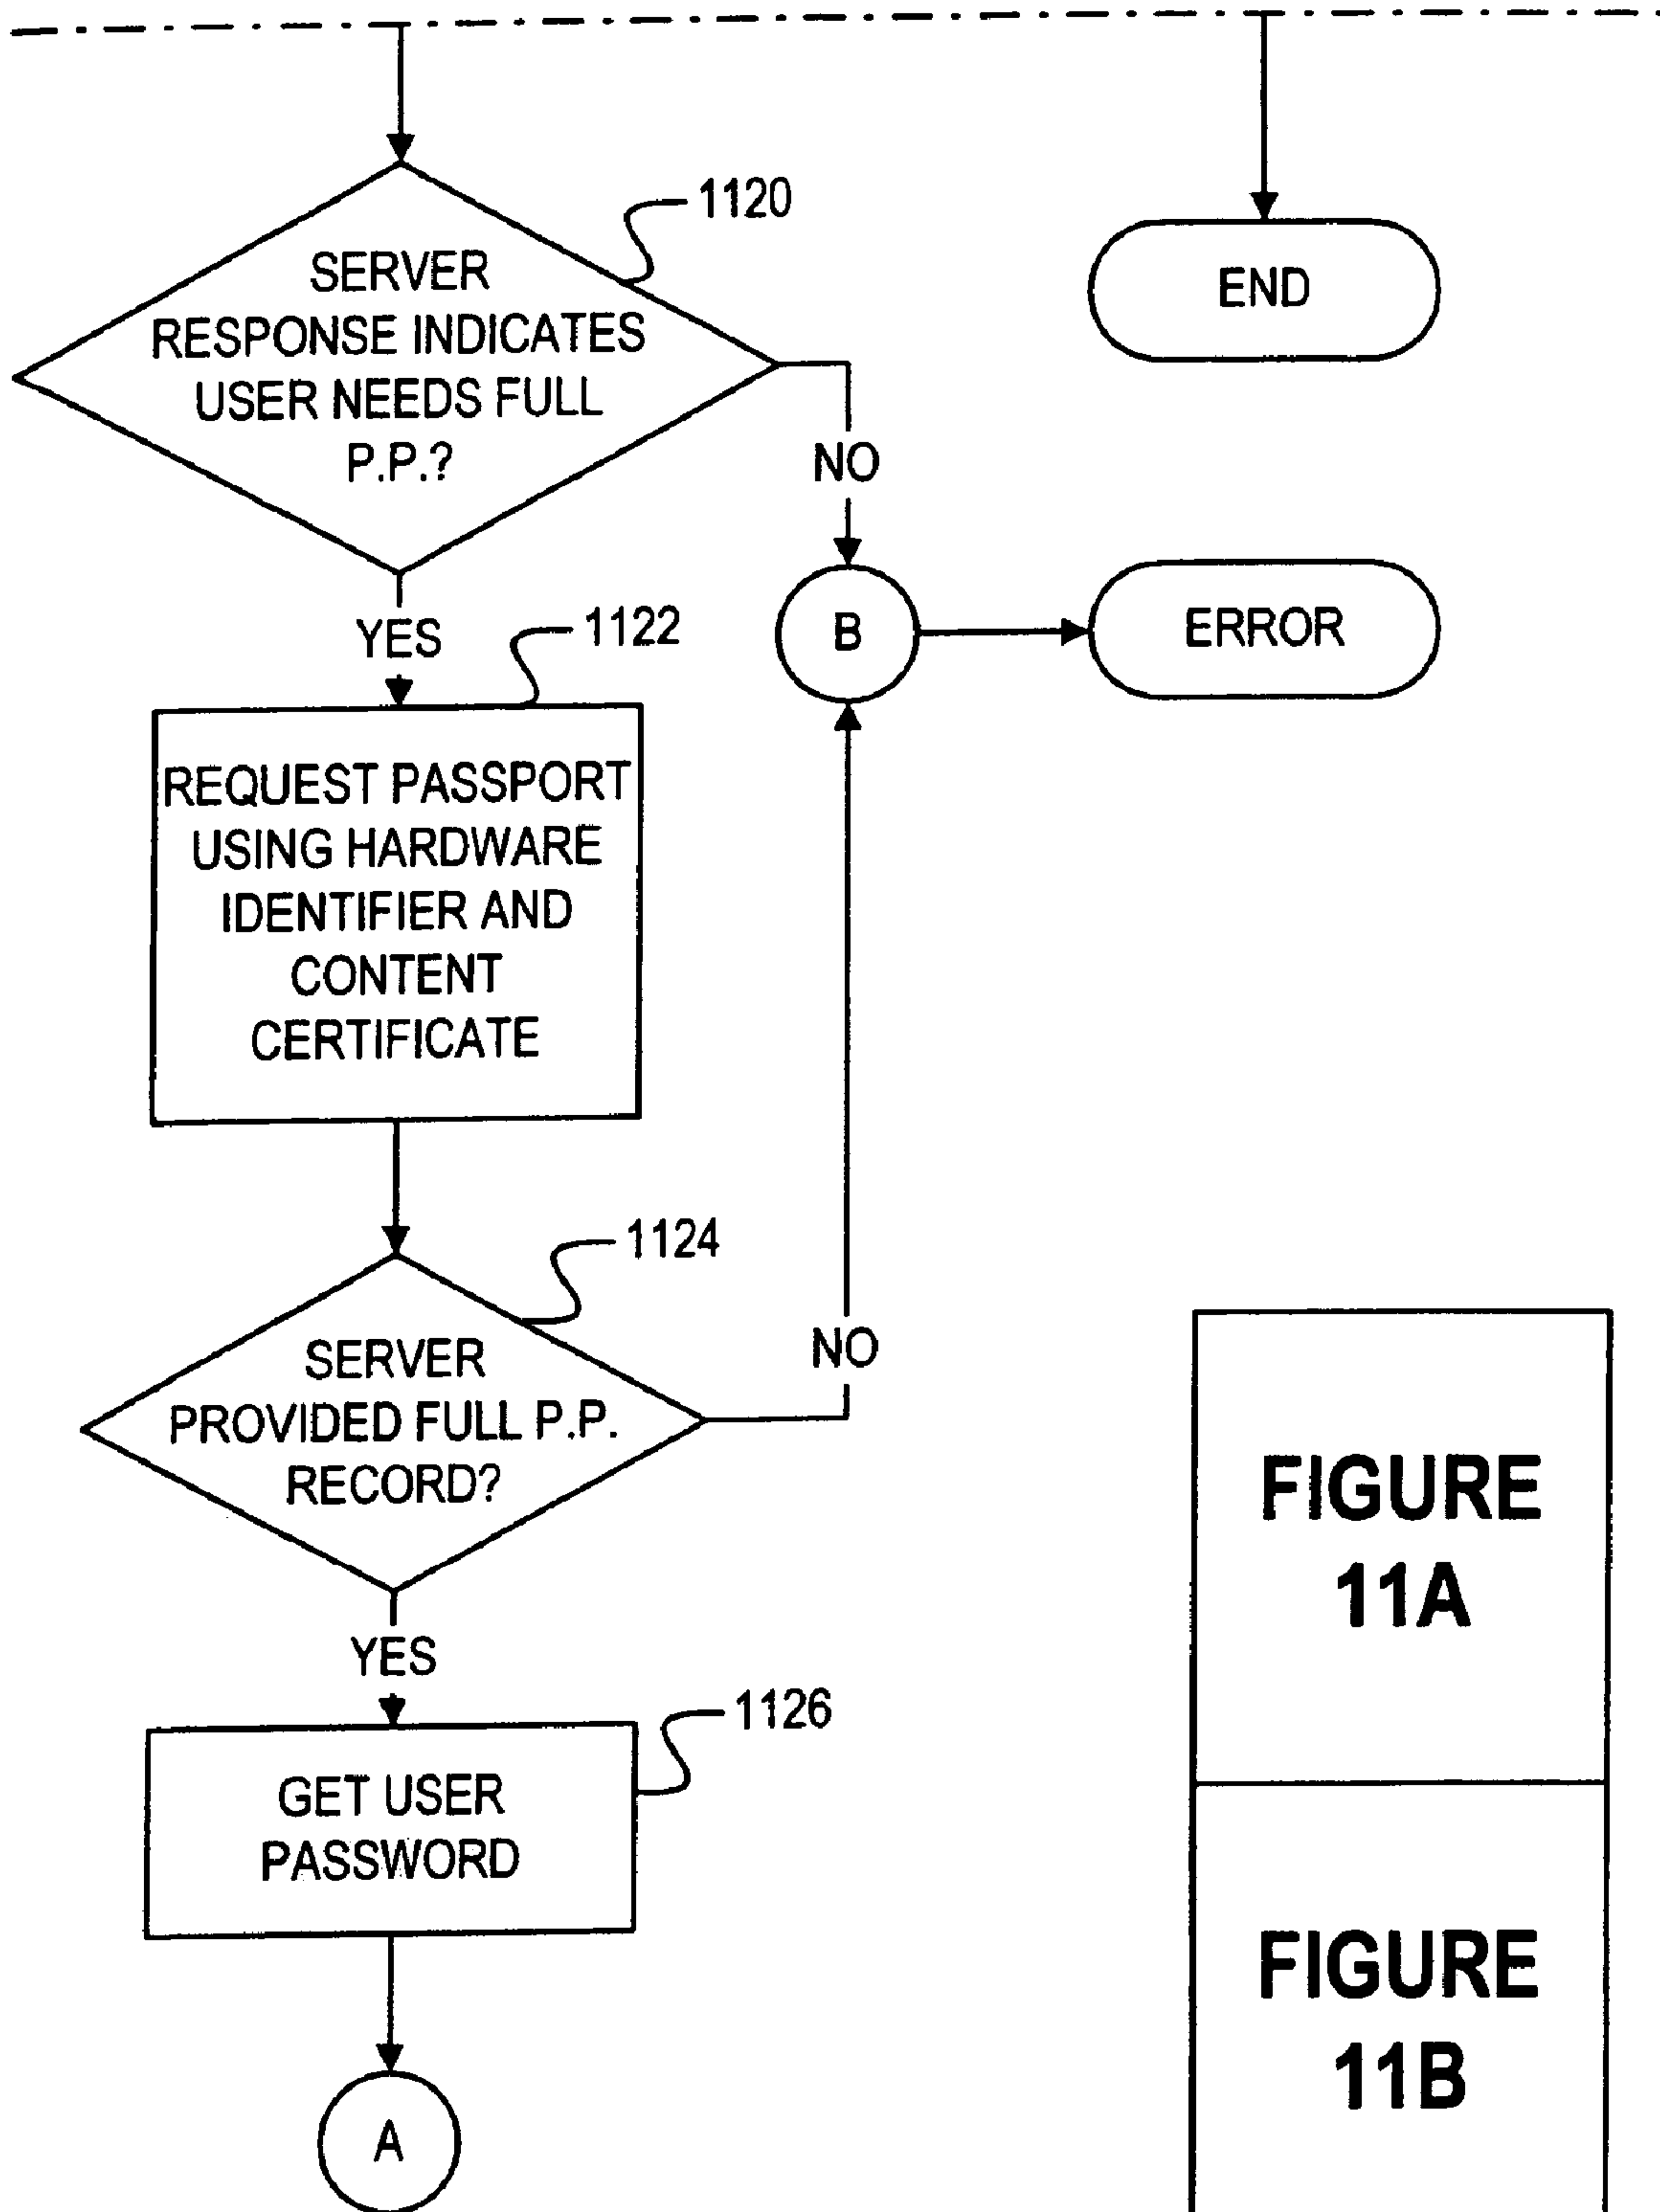 1120
SERVER
RESPONSE INDICATES
USER NEEDS FULL
P.P.?
END
NO
YES
1122
B
ERROR
REQUEST PASSPORT
USING HARDWARE
IDENTIFIER AND
CONTENT
CERTIFICATE
1124
SERVER
PROVIDED FULL P.P.
RECORD?
NO
YES
1126
GET USER
PASSWORD
A
FIGURE
11A
FIGURE
11B